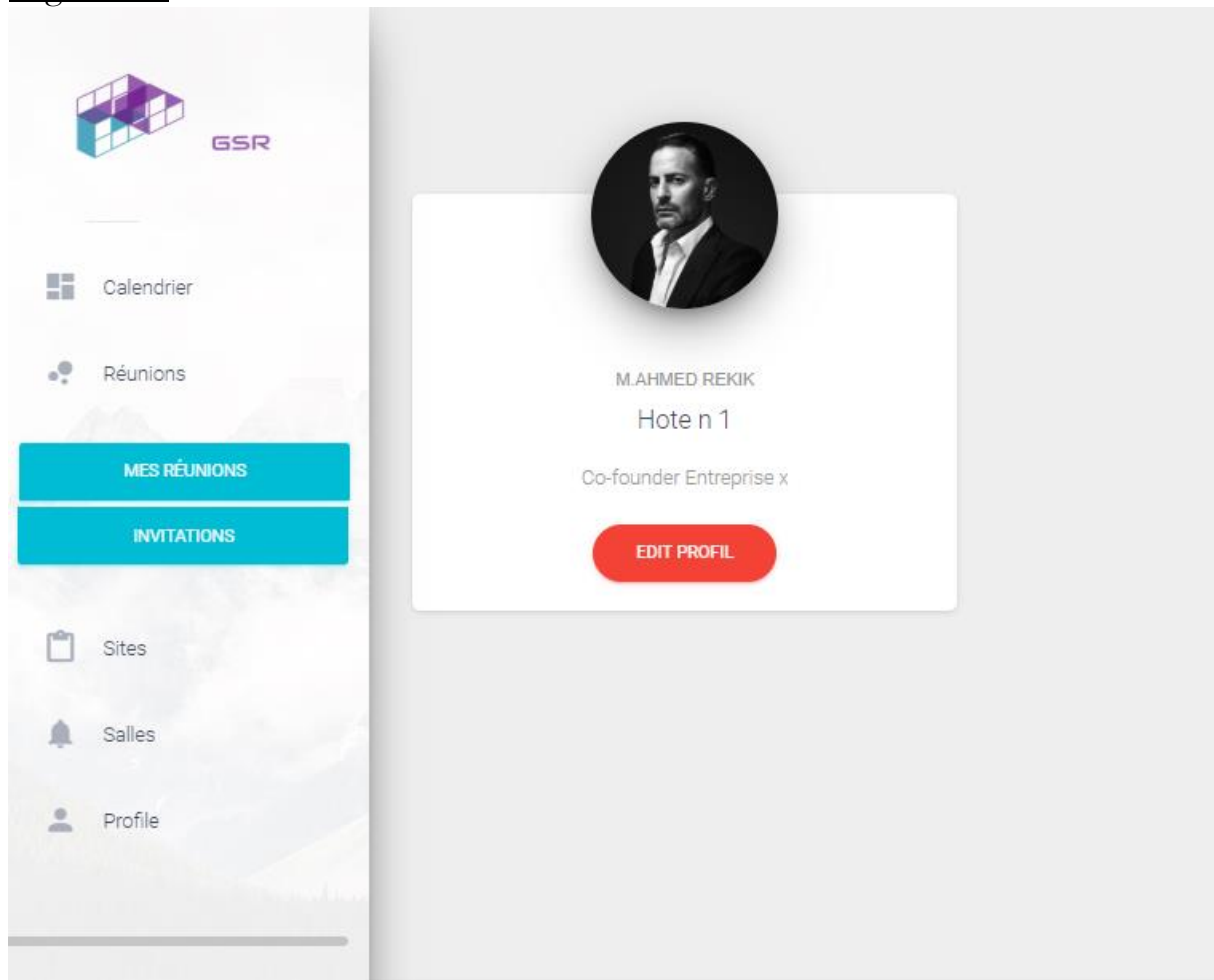 GSR
Calendrier
Réunions
MES RÉUNIONS
INVITATIONS
Sites
Salles
Profile
M.AHMED REKIK
Hote n 1
Co-founder Entreprise x
EDIT PROFIL